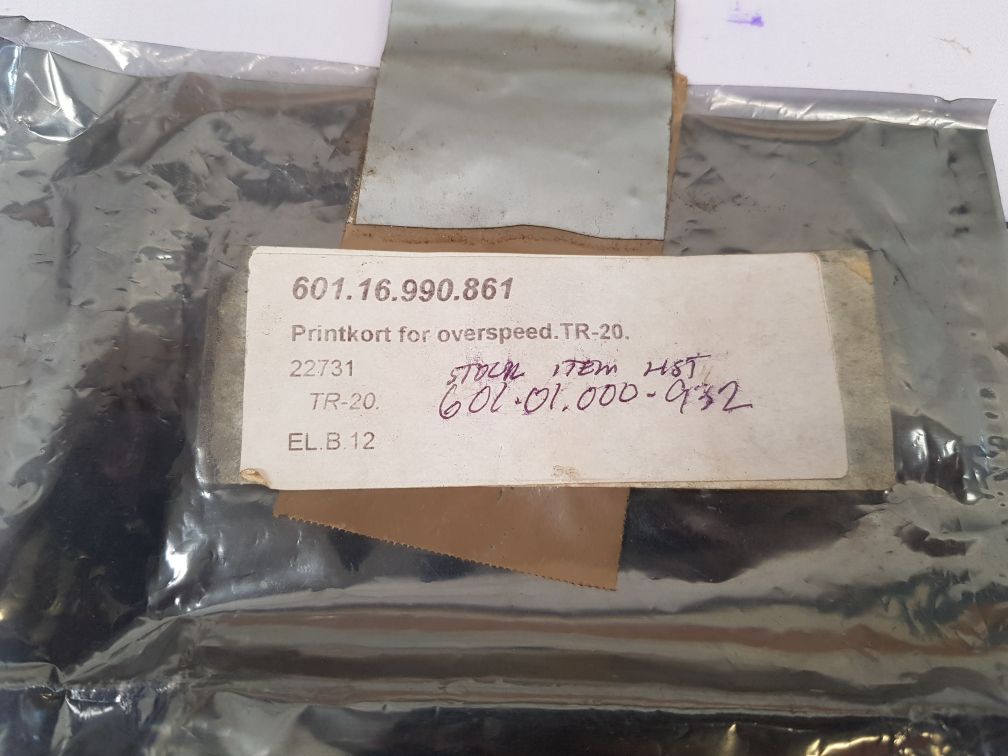 601.16.990.861
Printkort for overspeed.TR-20.
22731
STOCK ITEM LIST
TR-20.
601-01.000-932
EL.B.12